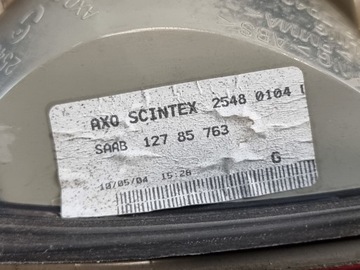 AXO SCINTEX 2548 0104
SAAB 127 85 763
10/05/04 15:28
G